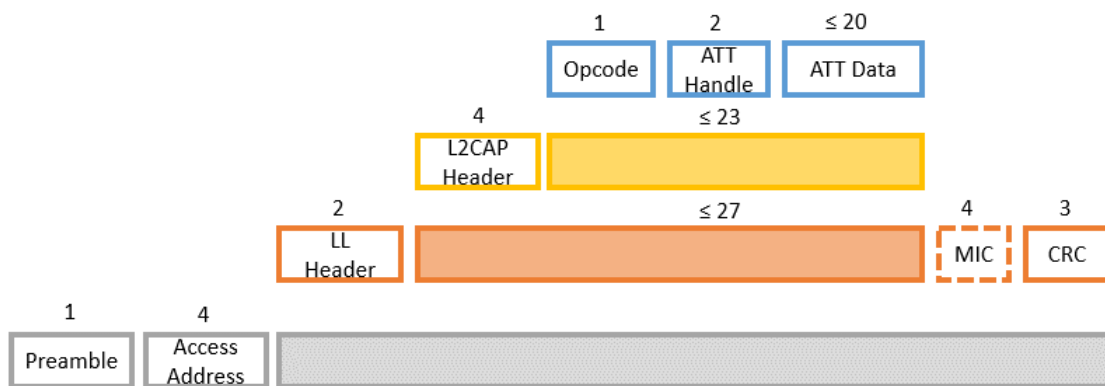 1 2 ≤ 20
Opcode ATT Handle ATT Data
4 ≤ 23
L2CAP Header
2 ≤ 27 4 3
LL Header MIC CRC
1 4
Preamble Access Address